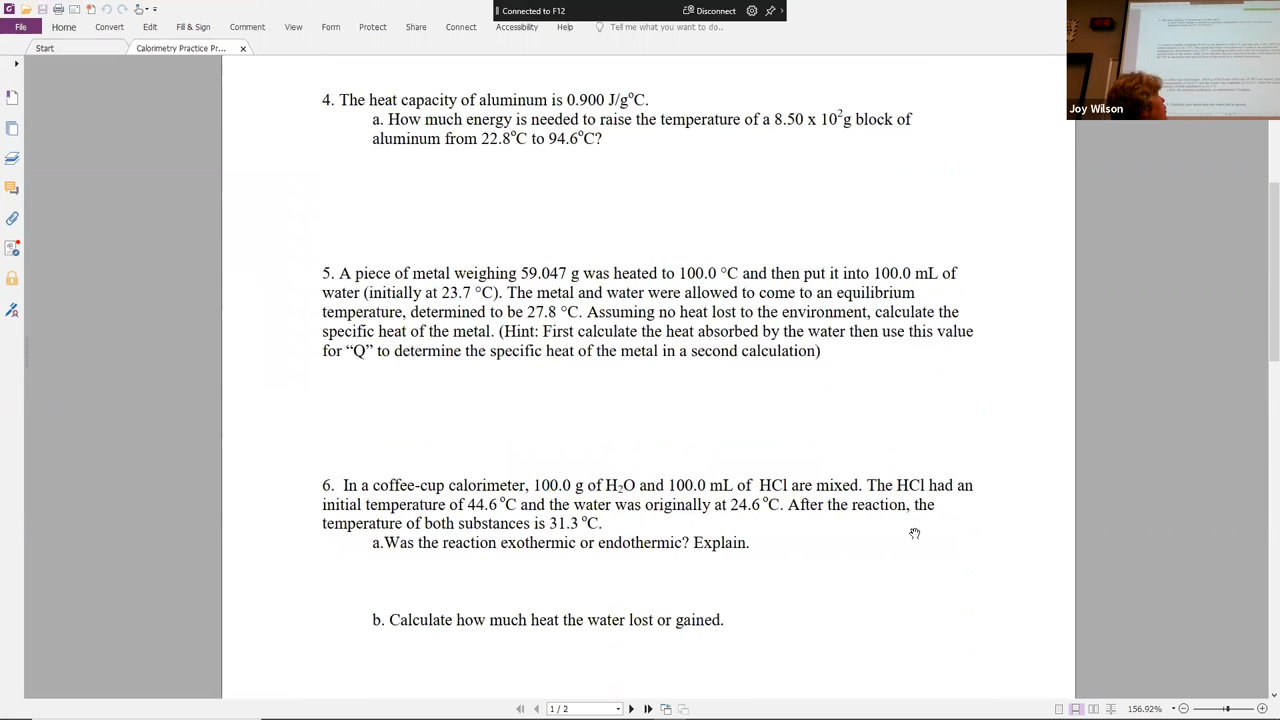 Connected to F12 Disconnect
File Home Convert Edit Fill & Sign Comment View Form Protect Share Accessibility Help Tell me what you want to do..
Start Calorimetry Practice Pr...
Joy Wilson
4. The heat capacity of aluminum is 0.900 J/g°C.
a. How much energy is needed to raise the temperature of a 8.50 x 10²g block of
aluminum from 22.8°C to 94.6°C?
5. A piece of metal weighing 59.047 g was heated to 100.0 °C and then put it into 100.0 mL of
water (initially at 23.7 °C). The metal and water were allowed to come to an equilibrium
temperature, determined to be 27.8 °C. Assuming no heat lost to the environment, calculate the
specific heat of the metal. (Hint: First calculate the heat absorbed by the water then use this value
for “Q” to determine the specific heat of the metal in a second calculation)
6. In a coffee-cup calorimeter, 100.0 g of H₂O and 100.0 mL of HCl are mixed. The HCl had an
initial temperature of 44.6 °C and the water was originally at 24.6 °C. After the reaction, the
temperature of both substances is 31.3 °C.
a.Was the reaction exothermic or endothermic? Explain.
b. Calculate how much heat the water lost or gained.
1 / 2
156.92%